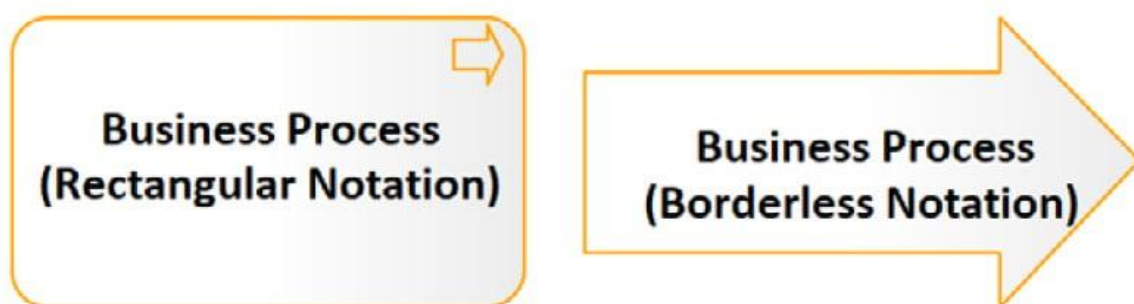 Business Process
(Rectangular Notation)
Business Process
(Borderless Notation)